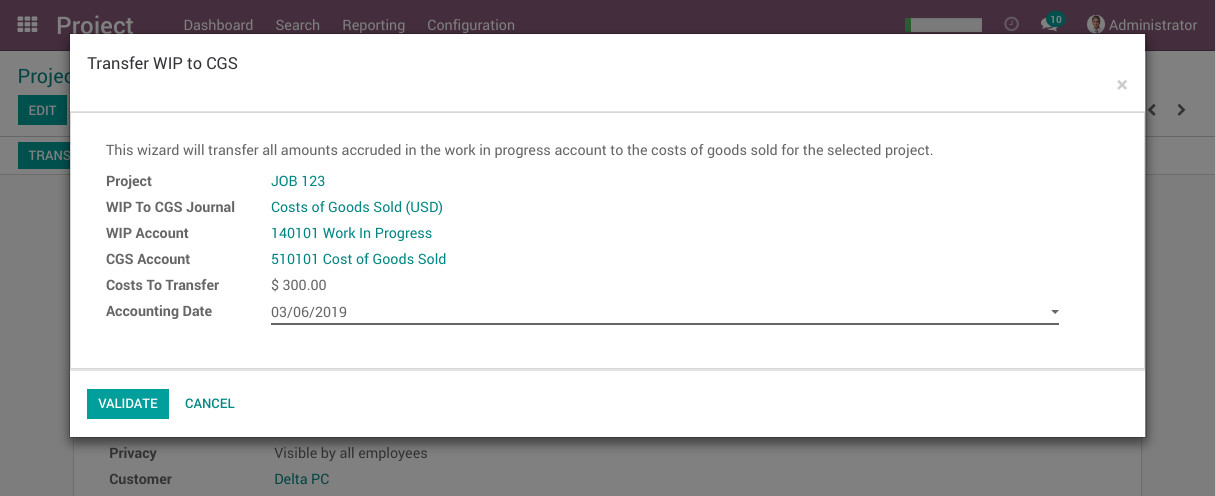 Project Dashboard Search Reporting Configuration 10 Administrator
Transfer WIP to CGS
×
EDIT
This wizard will transfer all amounts accruded in the work in progress account to the costs of goods sold for the selected project.
Project JOB 123
WIP To CGS Journal Costs of Goods Sold (USD)
WIP Account 140101 Work In Progress
CGS Account 510101 Cost of Goods Sold
Costs To Transfer $ 300.00
Accounting Date 03/06/2019
VALIDATE CANCEL
Privacy Visible by all employees
Customer Delta PC